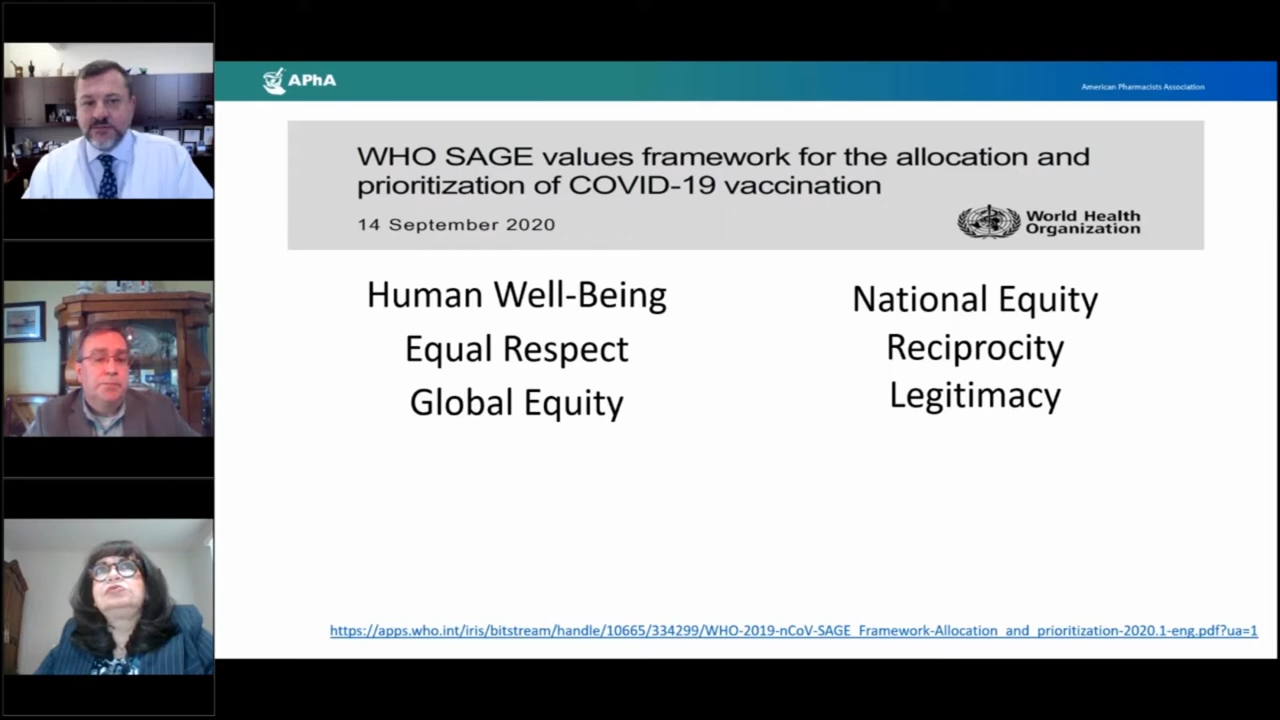 APhA
American Pharmacists Association
WHO SAGE values framework for the allocation and
prioritization of COVID-19 vaccination
14 September 2020
World Health
Organization
Human Well-Being
Equal Respect
Global Equity
National Equity
Reciprocity
Legitimacy
https://apps.who.int/iris/bitstream/handle/10665/334299/WHO-2019-nCoV-SAGE_Framework-Allocation_and_prioritization-2020.1-eng.pdf?ua=1